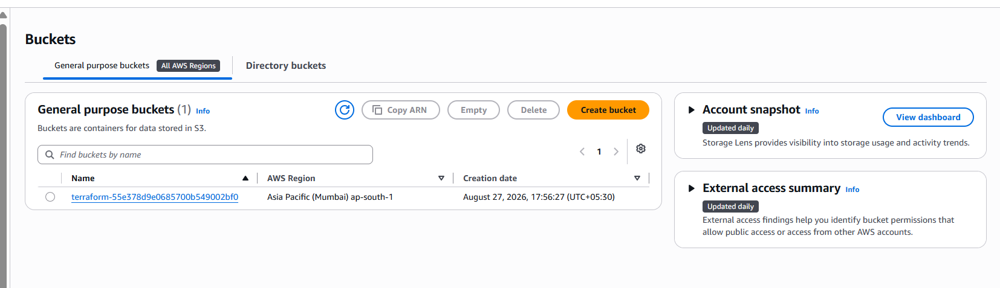 Buckets
General purpose buckets All AWS Regions Directory buckets
General purpose buckets (1) Info
Copy ARN Empty Delete Create bucket
Buckets are containers for data stored in S3.
Find buckets by name
1
Name AWS Region Creation date
terraform-55e378d9e0685700b549002bf0 Asia Pacific (Mumbai) ap-south-1 August 27, 2026, 17:56:27 (UTC+05:30)
Account snapshot Info
View dashboard
Updated daily
Storage Lens provides visibility into storage usage and activity trends.
External access summary Info
Updated daily
External access findings help you identify bucket permissions that
allow public access or access from other AWS accounts.